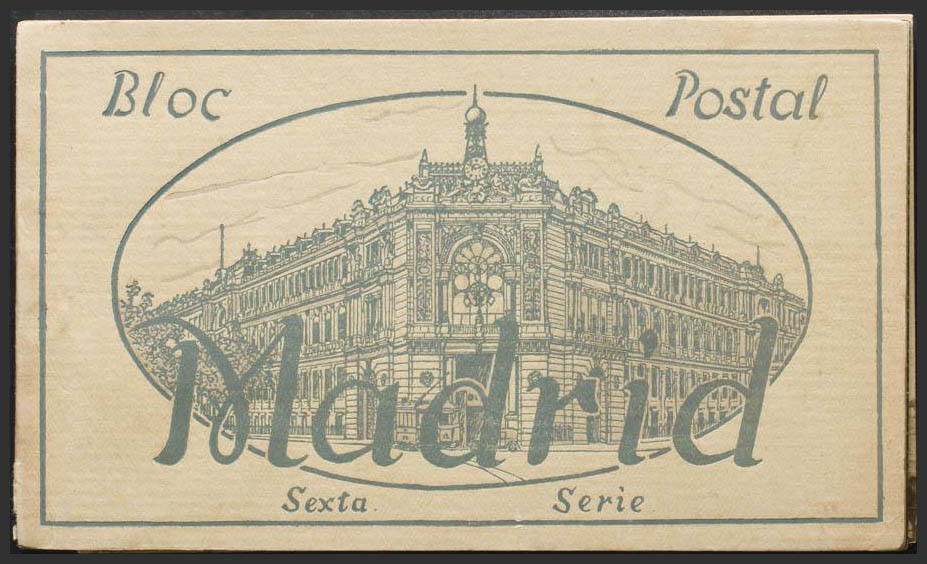 Bloc Postal
Madrid
Sexta Serie